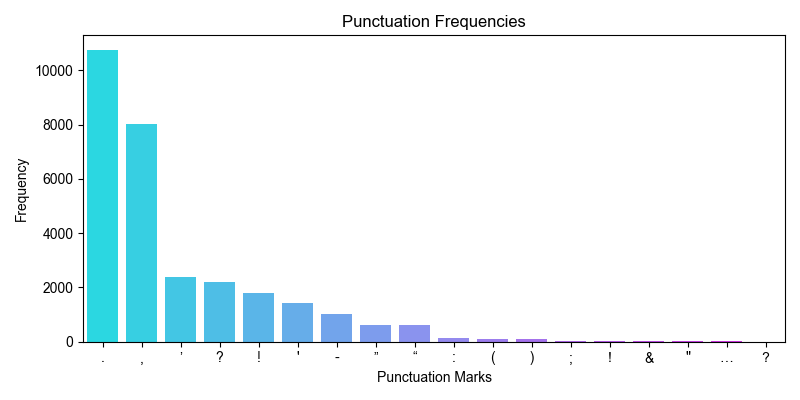 Punctuation Frequencies
Frequency
10000
8000
6000
4000
2000
0
. , ’ ? ! ' - ” “ : ( ) ; ! & " … ?
Punctuation Marks